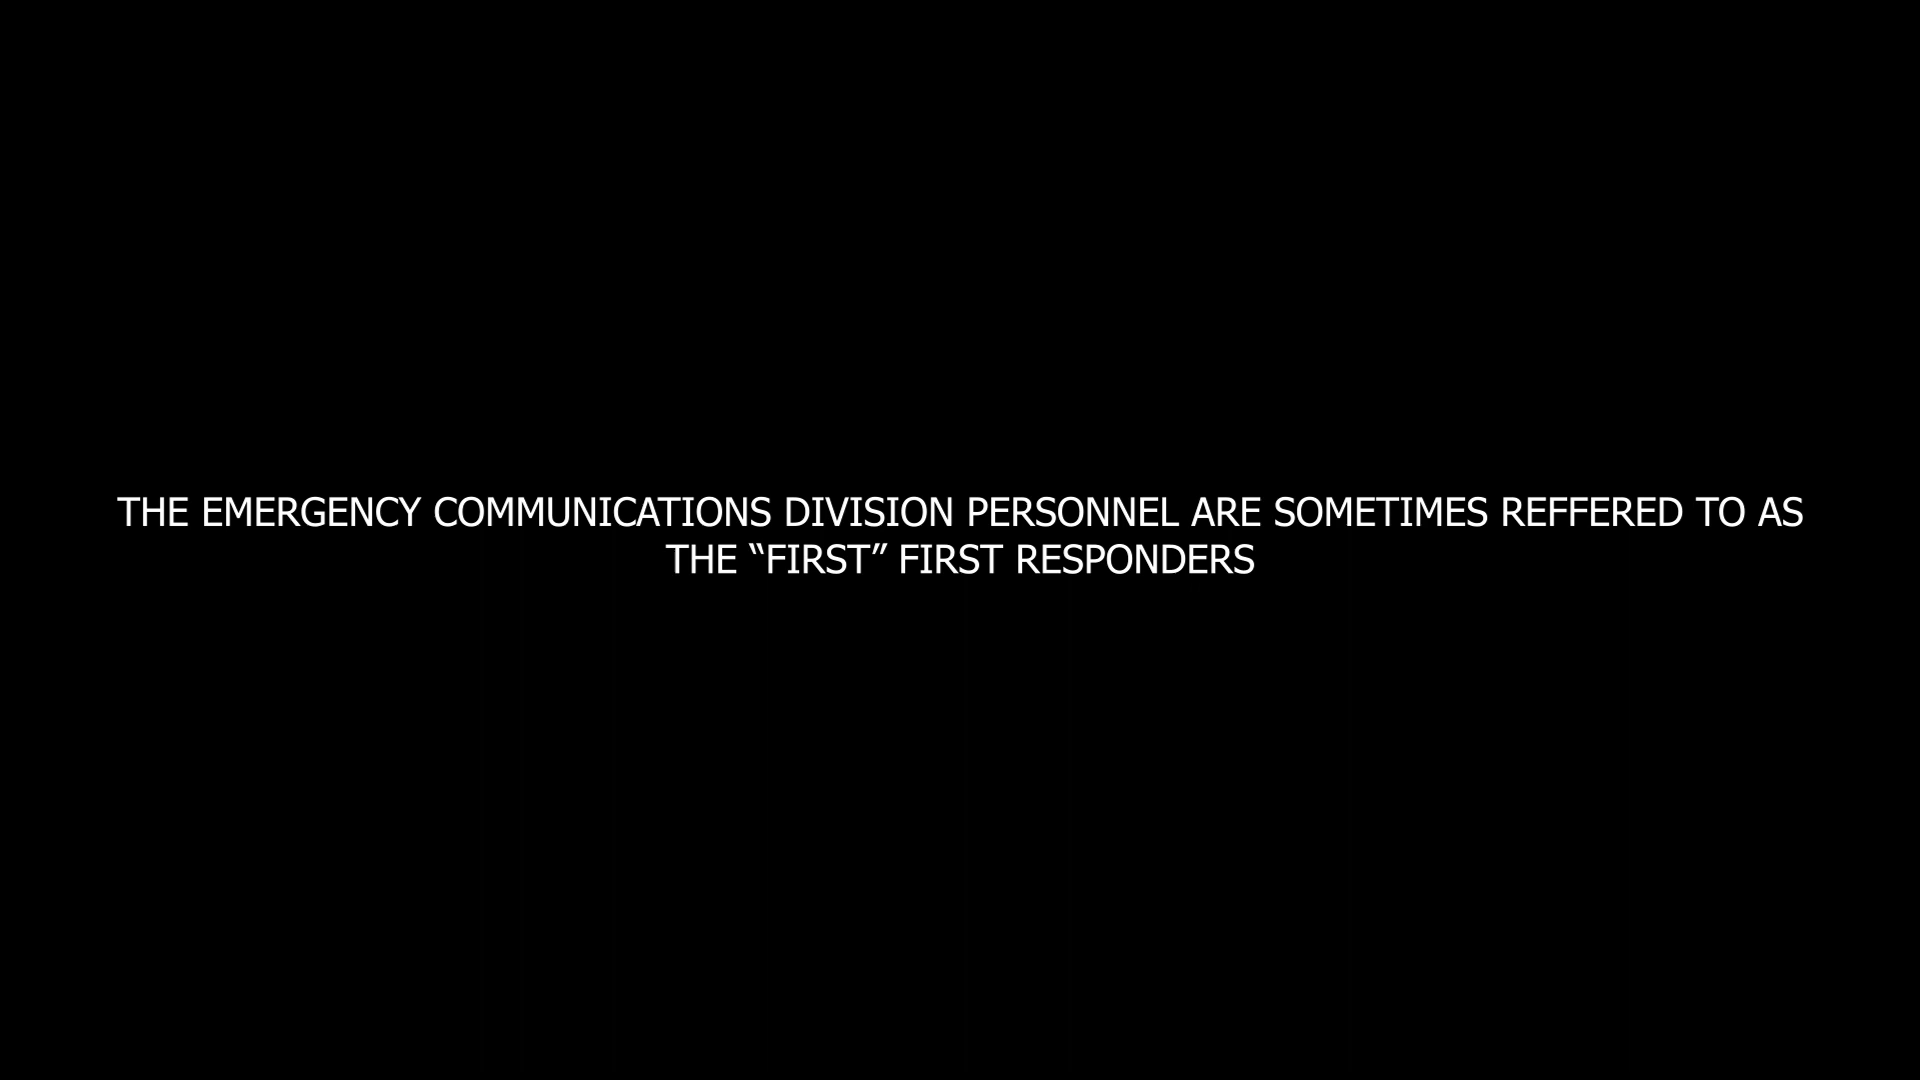 THE EMERGENCY COMMUNICATIONS DIVISION PERSONNEL ARE SOMETIMES REFFERED TO AS
THE “FIRST” FIRST RESPONDERS